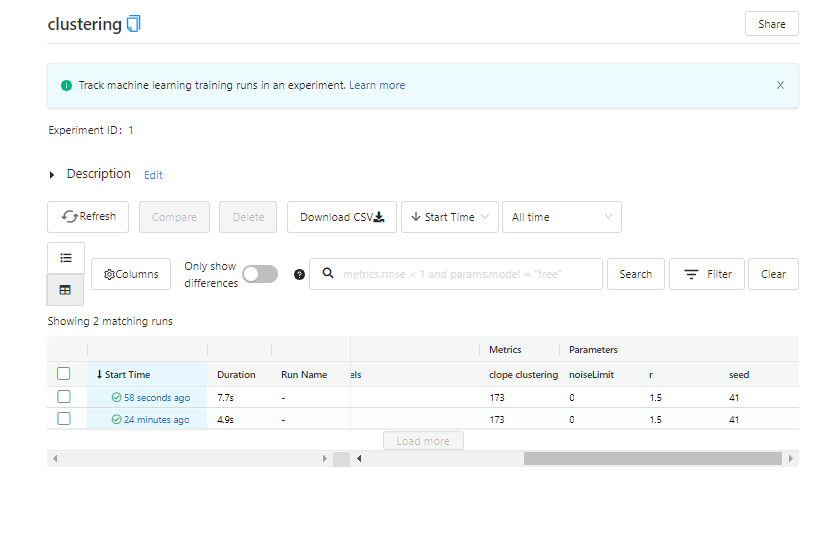 clustering
Share
Track machine learning training runs in an experiment. Learn more
X
Experiment ID: 1
Description Edit
Refresh Compare Delete Download CSV Start Time All time
Columns Only show differences metrics.rmse < 1 and params.model = "tree" Search Filter Clear
Showing 2 matching runs
Metrics Parameters
Start Time Duration Run Name els clope clustering noiseLimit r seed
58 seconds ago 7.7s - 173 0 1.5 41
24 minutes ago 4.9s - 173 0 1.5 41
Load more